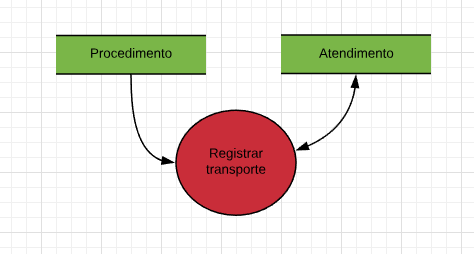 Procedimento
Atendimento
Registrar
transporte